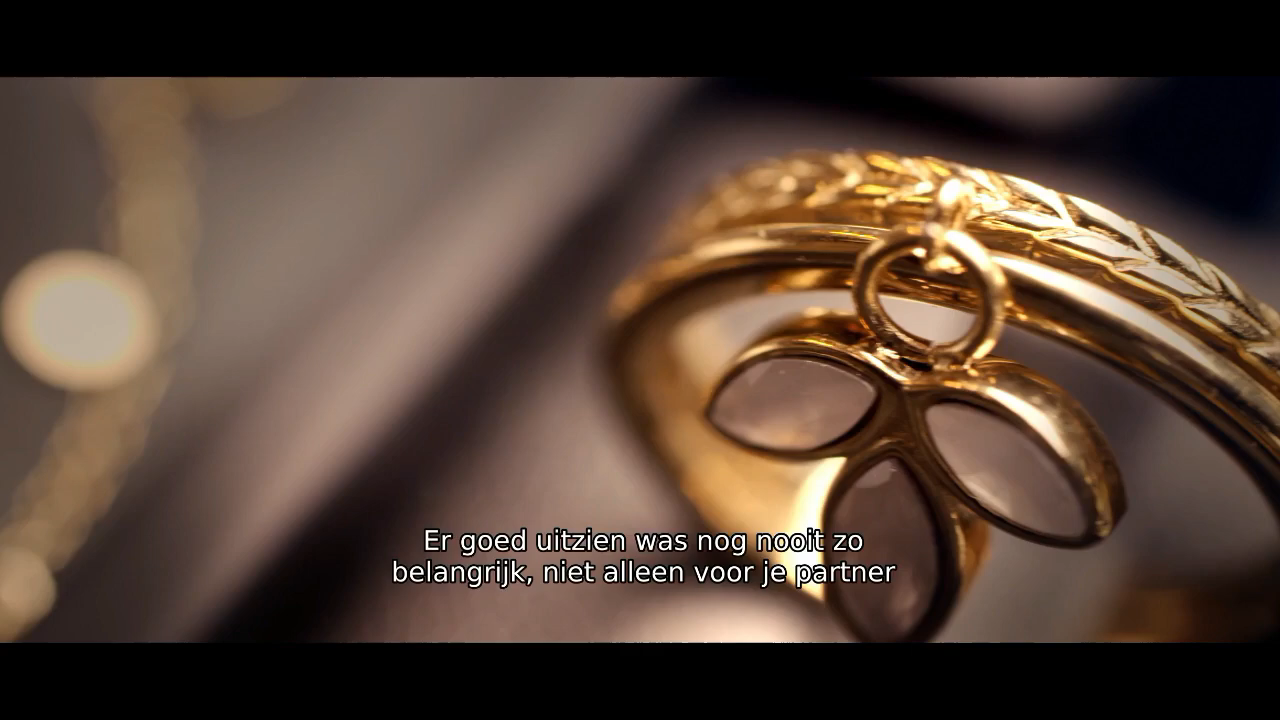 Er goed uitzien was nog nooit zo
belangrijk, niet alleen voor je partner